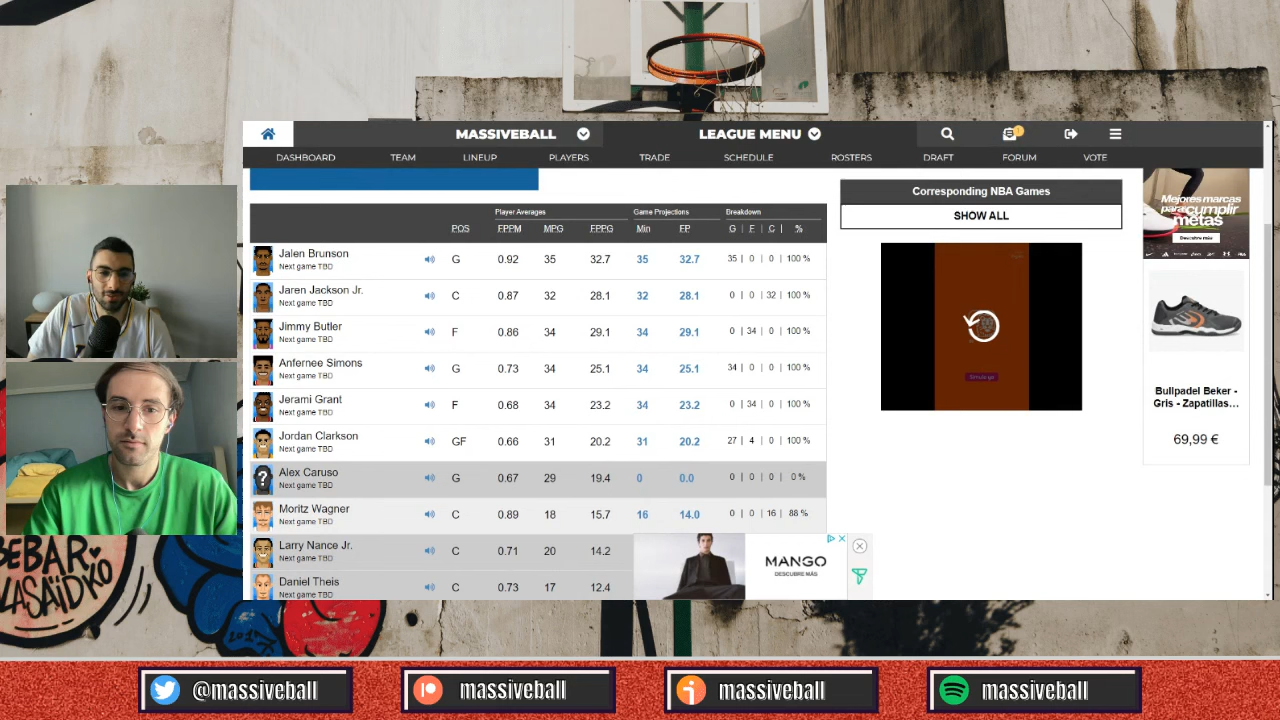 MASSIVEBALL
LEAGUE MENU
DASHBOARD TEAM LINEUP PLAYERS TRADE SCHEDULE ROSTERS DRAFT FORUM VOTE
Player Averages Game Projections Breakdown
POS FPPM MPG FPPG Min FP G | F | C | %
Jalen Brunson G 0.92 35 32.7 35 32.7 35 | 0 | 0 | 100 %
Next game TBD
Jaren Jackson Jr. C 0.87 32 28.1 32 28.1 0 | 0 | 32 | 100 %
Next game TBD
Jimmy Butler F 0.86 34 29.1 34 29.1 0 | 34 | 0 | 100 %
Next game TBD
Anfernee Simons G 0.73 34 25.1 34 25.1 34 | 0 | 0 | 100 %
Next game TBD
Jerami Grant F 0.68 34 23.2 34 23.2 0 | 34 | 0 | 100 %
Next game TBD
Jordan Clarkson GF 0.66 31 20.2 31 20.2 27 | 4 | 0 | 100 %
Next game TBD
Alex Caruso G 0.67 29 19.4 0 0.0 0 | 0 | 0 | 0 %
Next game TBD
Moritz Wagner C 0.89 18 15.7 16 14.0 0 | 0 | 16 | 88 %
Next game TBD
Larry Nance Jr. C 0.71 20 14.2
Next game TBD
Daniel Theis C 0.73 17 12.4
Next game TBD
Corresponding NBA Games
SHOW ALL
Mejores marcas
para cumplir
metas
Descubre más
Bullpadel Beker -
Gris - Zapatillas...
69,99 €
MANGO
DESCUBRE MÁS
BEBAR
LASAIDKO
@massiveball
massiveball
massiveball
massiveball